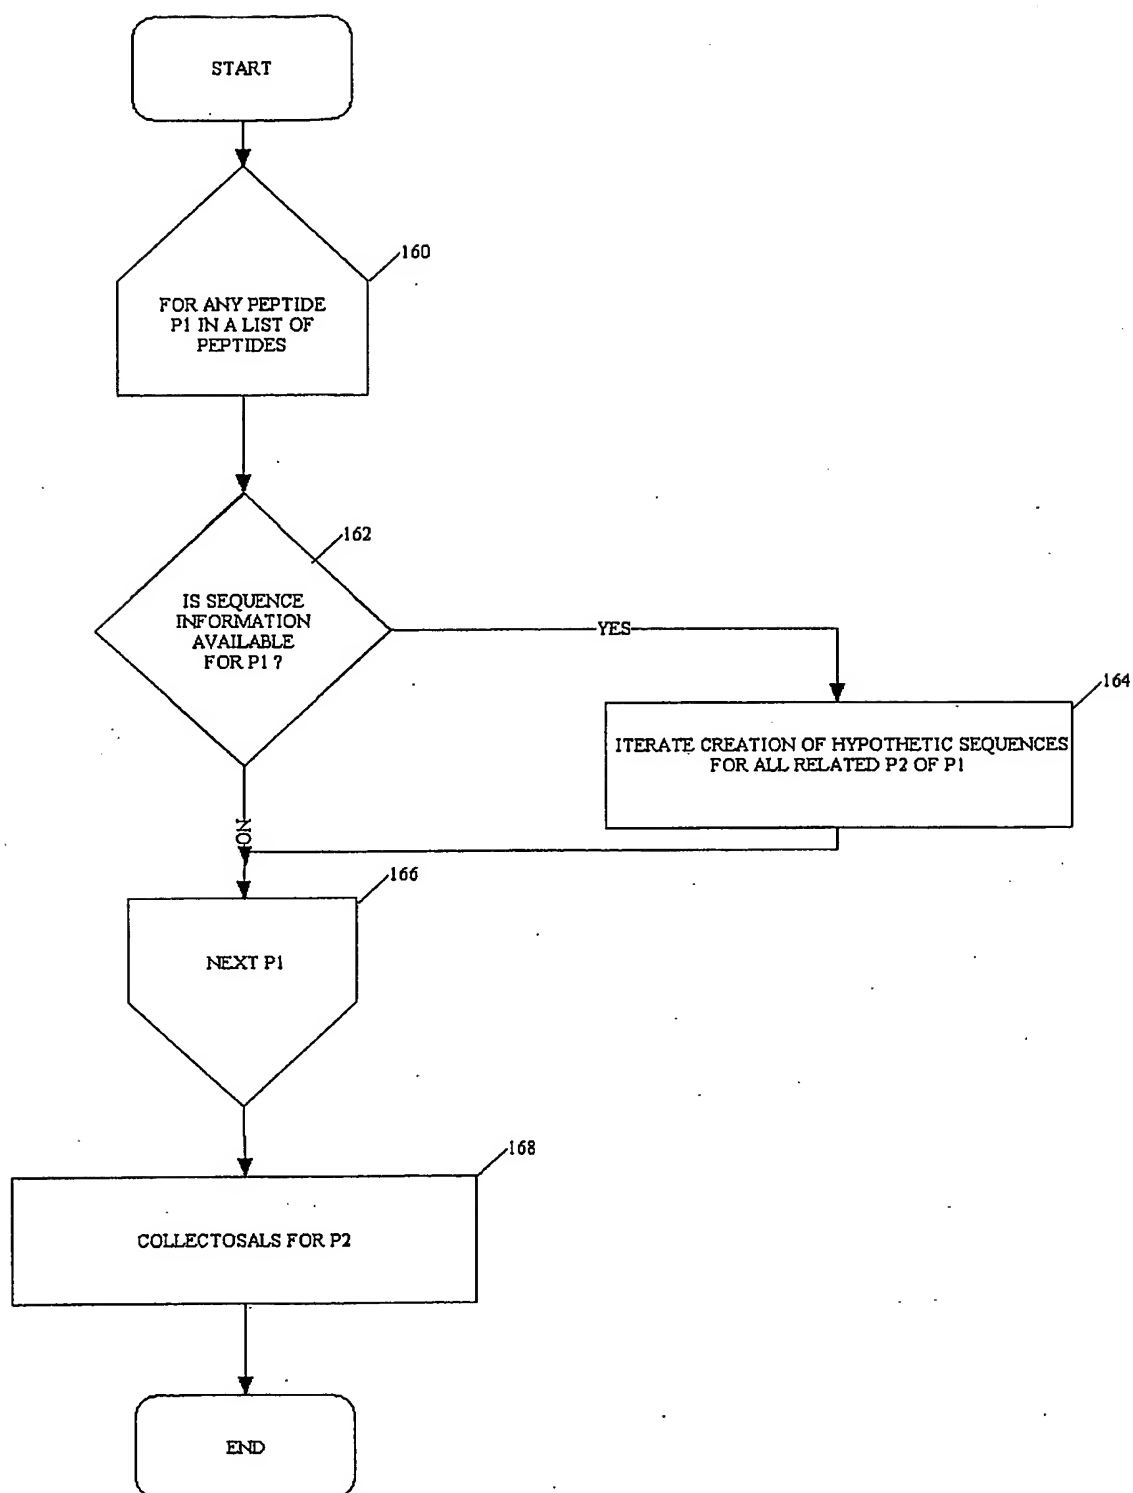 START
160
FOR ANY PEPTIDE
P1 IN A LIST OF
PEPTIDES
162
IS SEQUENCE
INFORMATION
AVAILABLE
FOR P1 ?
YES
164
ITERATE CREATION OF HYPOTHETIC SEQUENCES
FOR ALL RELATED P2 OF P1
NO
166
NEXT P1
168
COLLECTOSALS FOR P2
END